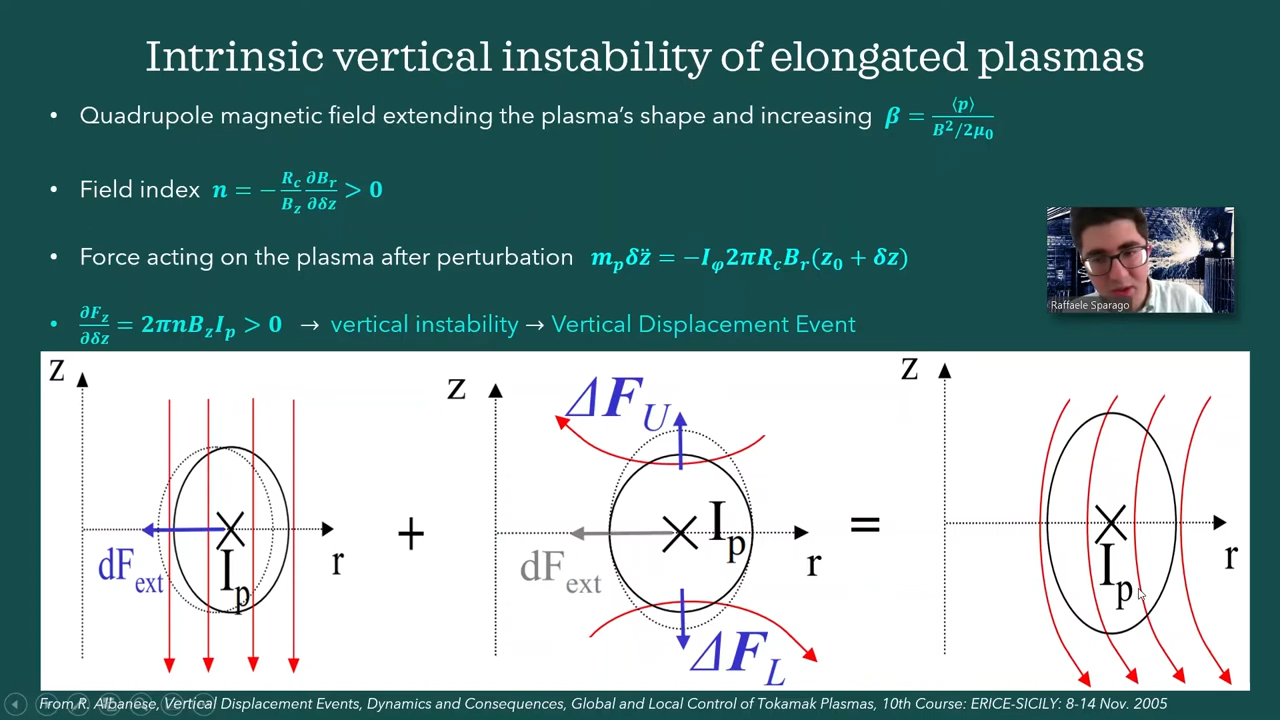 Intrinsic vertical instability of elongated plasmas
• Quadrupole magnetic field extending the plasma's shape and increasing β = ⟨p⟩ / B²/2μ₀
• Field index n = − R_c/B_z ∂B_r/∂δz > 0
• Force acting on the plasma after perturbation m_p δz̈ = −I_φ 2πR_c B_r(z₀ + δz)
• ∂F_z/∂δz = 2πnB_z I_p > 0 → vertical instability → Vertical Displacement Event
Raffaele Sparago
z
dF_ext
I_p
r
+
z
ΔF_U
I_p
dF_ext
r
ΔF_L
=
z
I_p
r
From R. Albanese, Vertical Displacement Events, Dynamics and Consequences, Global and Local Control of Tokamak Plasmas, 10th Course: ERICE-SICILY: 8-14 Nov. 2005